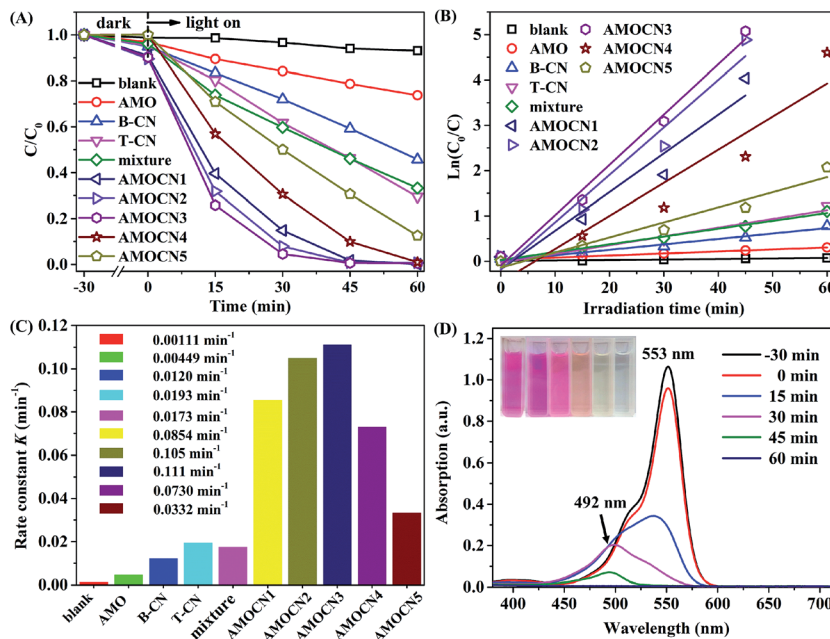 (A)
dark
light on
C/C0
1.0
0.8
0.6
0.4
0.2
0.0
blank
AMO
B-CN
T-CN
mixture
AMOCN1
AMOCN2
AMOCN3
AMOCN4
AMOCN5
-30
0
15
30
45
60
Time (min)
(B)
Ln(C0/C)
5
4
3
2
1
0
blank
AMO
B-CN
T-CN
mixture
AMOCN1
AMOCN2
AMOCN3
AMOCN4
AMOCN5
0
10
20
30
40
50
60
Irradiation time (min)
(C)
Rate constant K (min-1)
0.12
0.10
0.08
0.06
0.04
0.02
0.00
0.00111 min-1
0.00449 min-1
0.0120 min-1
0.0193 min-1
0.0173 min-1
0.0854 min-1
0.105 min-1
0.111 min-1
0.0730 min-1
0.0332 min-1
blank
AMO
B-CN
T-CN
mixture
AMOCN1
AMOCN2
AMOCN3
AMOCN4
AMOCN5
(D)
Absorption (a.u.)
1.2
1.0
0.8
0.6
0.4
0.2
0.0
553 nm
492 nm
-30 min
0 min
15 min
30 min
45 min
60 min
400
450
500
550
600
650
700
Wavelength (nm)